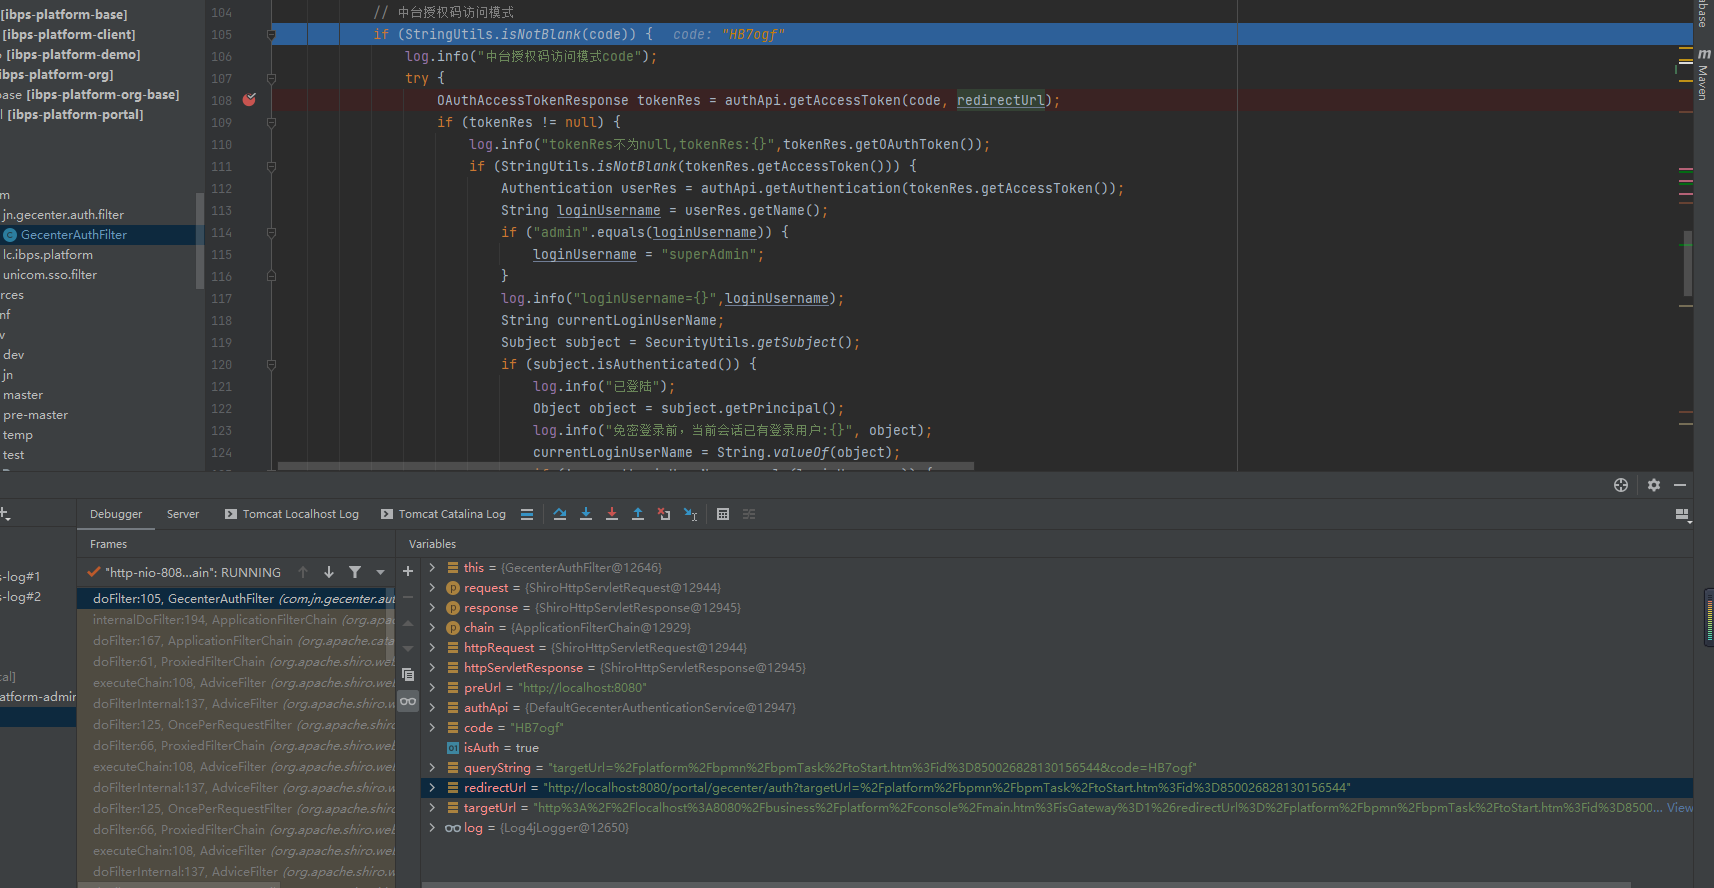 [ibps-platform-base]
[ibps-platform-client]
[ibps-platform-demo]
ibps-platform-org]
base [ibps-platform-org-base]
l [ibps-platform-portal]
m
jn.gecenter.auth.filter
GecenterAuthFilter
lc.ibps.platform
unicom.sso.filter
rces
nf
v
dev
jn
master
pre-master
temp
test
104 // 中台授权码访问模式
105 if (StringUtils.isNotBlank(code)) { code: "HB7ogf"
106 log.info("中台授权码访问模式code");
107 try {
108 OAuthAccessTokenResponse tokenRes = authApi.getAccessToken(code, redirectUrl);
109 if (tokenRes != null) {
110 log.info("tokenRes不为null,tokenRes:{}",tokenRes.getOAuthToken());
111 if (StringUtils.isNotBlank(tokenRes.getAccessToken())) {
112 Authentication userRes = authApi.getAuthentication(tokenRes.getAccessToken());
113 String loginUsername = userRes.getName();
114 if ("admin".equals(loginUsername)) {
115 loginUsername = "superAdmin";
116 }
117 log.info("loginUsername={}",loginUsername);
118 String currentLoginUserName;
119 Subject subject = SecurityUtils.getSubject();
120 if (subject.isAuthenticated()) {
121 log.info("已登陆");
122 Object object = subject.getPrincipal();
123 log.info("免密登录前，当前会话已有登录用户:{}", object);
124 currentLoginUserName = String.valueOf(object);
abase
Maven
Debugger Server Tomcat Localhost Log Tomcat Catalina Log
Frames
Variables
s-log#1
s-log#2
cal]
atform-admin
"http-nio-808...ain": RUNNING
doFilter:105, GecenterAuthFilter (com.jn.gecenter.aut
internalDoFilter:194, ApplicationFilterChain (org.apac
doFilter:167, ApplicationFilterChain (org.apache.cata
doFilter:61, ProxiedFilterChain (org.apache.shiro.web
executeChain:108, AdviceFilter (org.apache.shiro.web
doFilterInternal:137, AdviceFilter (org.apache.shiro.w
doFilter:125, OncePerRequestFilter (org.apache.shiro
doFilter:66, ProxiedFilterChain (org.apache.shiro.web
executeChain:108, AdviceFilter (org.apache.shiro.web
doFilterInternal:137, AdviceFilter (org.apache.shiro.w
doFilter:125, OncePerRequestFilter (org.apache.shiro
doFilter:66, ProxiedFilterChain (org.apache.shiro.web
executeChain:108, AdviceFilter (org.apache.shiro.web
doFilterInternal:137, AdviceFilter (org.apache.shiro.w
this = {GecenterAuthFilter@12646}
request = {ShiroHttpServletRequest@12944}
response = {ShiroHttpServletResponse@12945}
chain = {ApplicationFilterChain@12929}
httpRequest = {ShiroHttpServletRequest@12944}
httpServletResponse = {ShiroHttpServletResponse@12945}
preUrl = "http://localhost:8080"
authApi = {DefaultGecenterAuthenticationService@12947}
code = "HB7ogf"
isAuth = true
queryString = "targetUrl=%2Fplatform%2Fbpmn%2FbpmTask%2FtoStart.htm%3Fid%3D850026828130156544&code=HB7ogf"
redirectUrl = "http://localhost:8080/portal/gecenter/auth?targetUrl=%2Fplatform%2Fbpmn%2FbpmTask%2FtoStart.htm%3Fid%3D850026828130156544"
targetUrl = "http%3A%2F%2Flocalhost%3A8080%2Fbusiness%2Fplatform%2Fconsole%2Fmain.htm%3FisGateway%3D1%26redirectUrl%3D%2Fplatform%2Fbpmn%2FbpmTask%2FtoStart.htm%3Fid%3D8500... View
log = {Log4jLogger@12650}